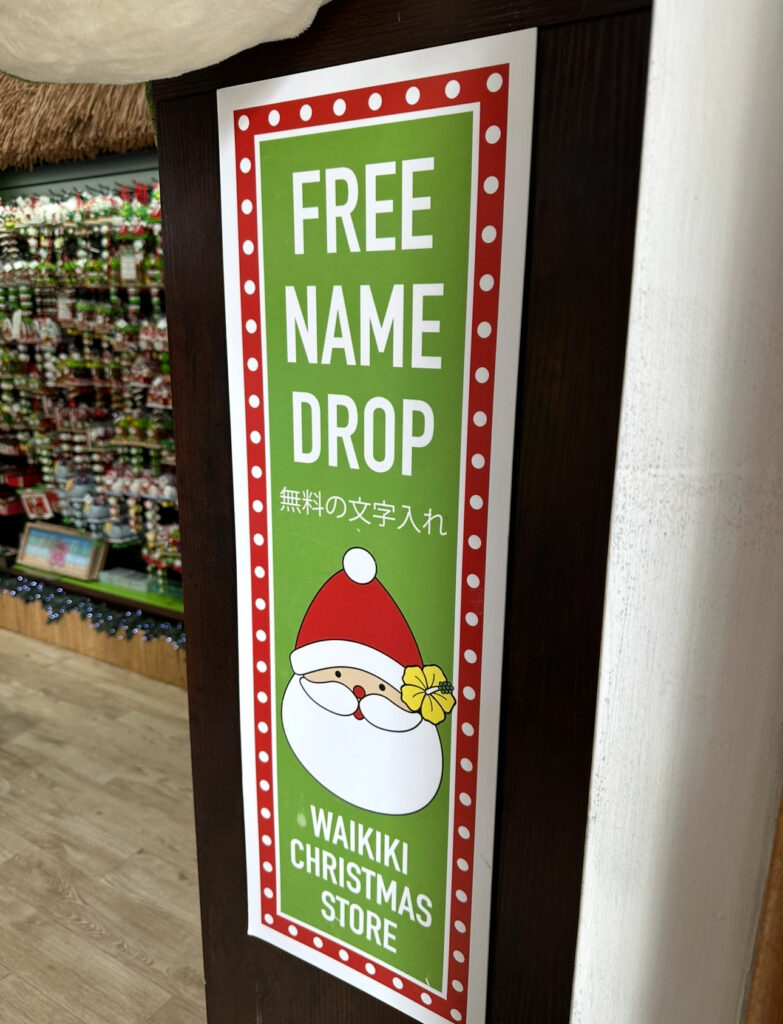 FREE
NAME
DROP
無料の文字入れ
WAIKIKI
CHRISTMAS
STORE